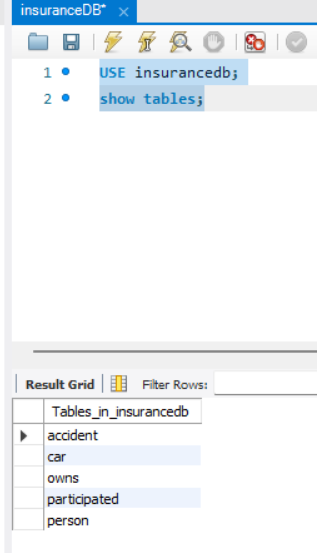 insuranceDB*
1 USE insurancedb;
2 show tables;
Result Grid Filter Rows:
Tables_in_insurancedb
accident
car
owns
participated
person